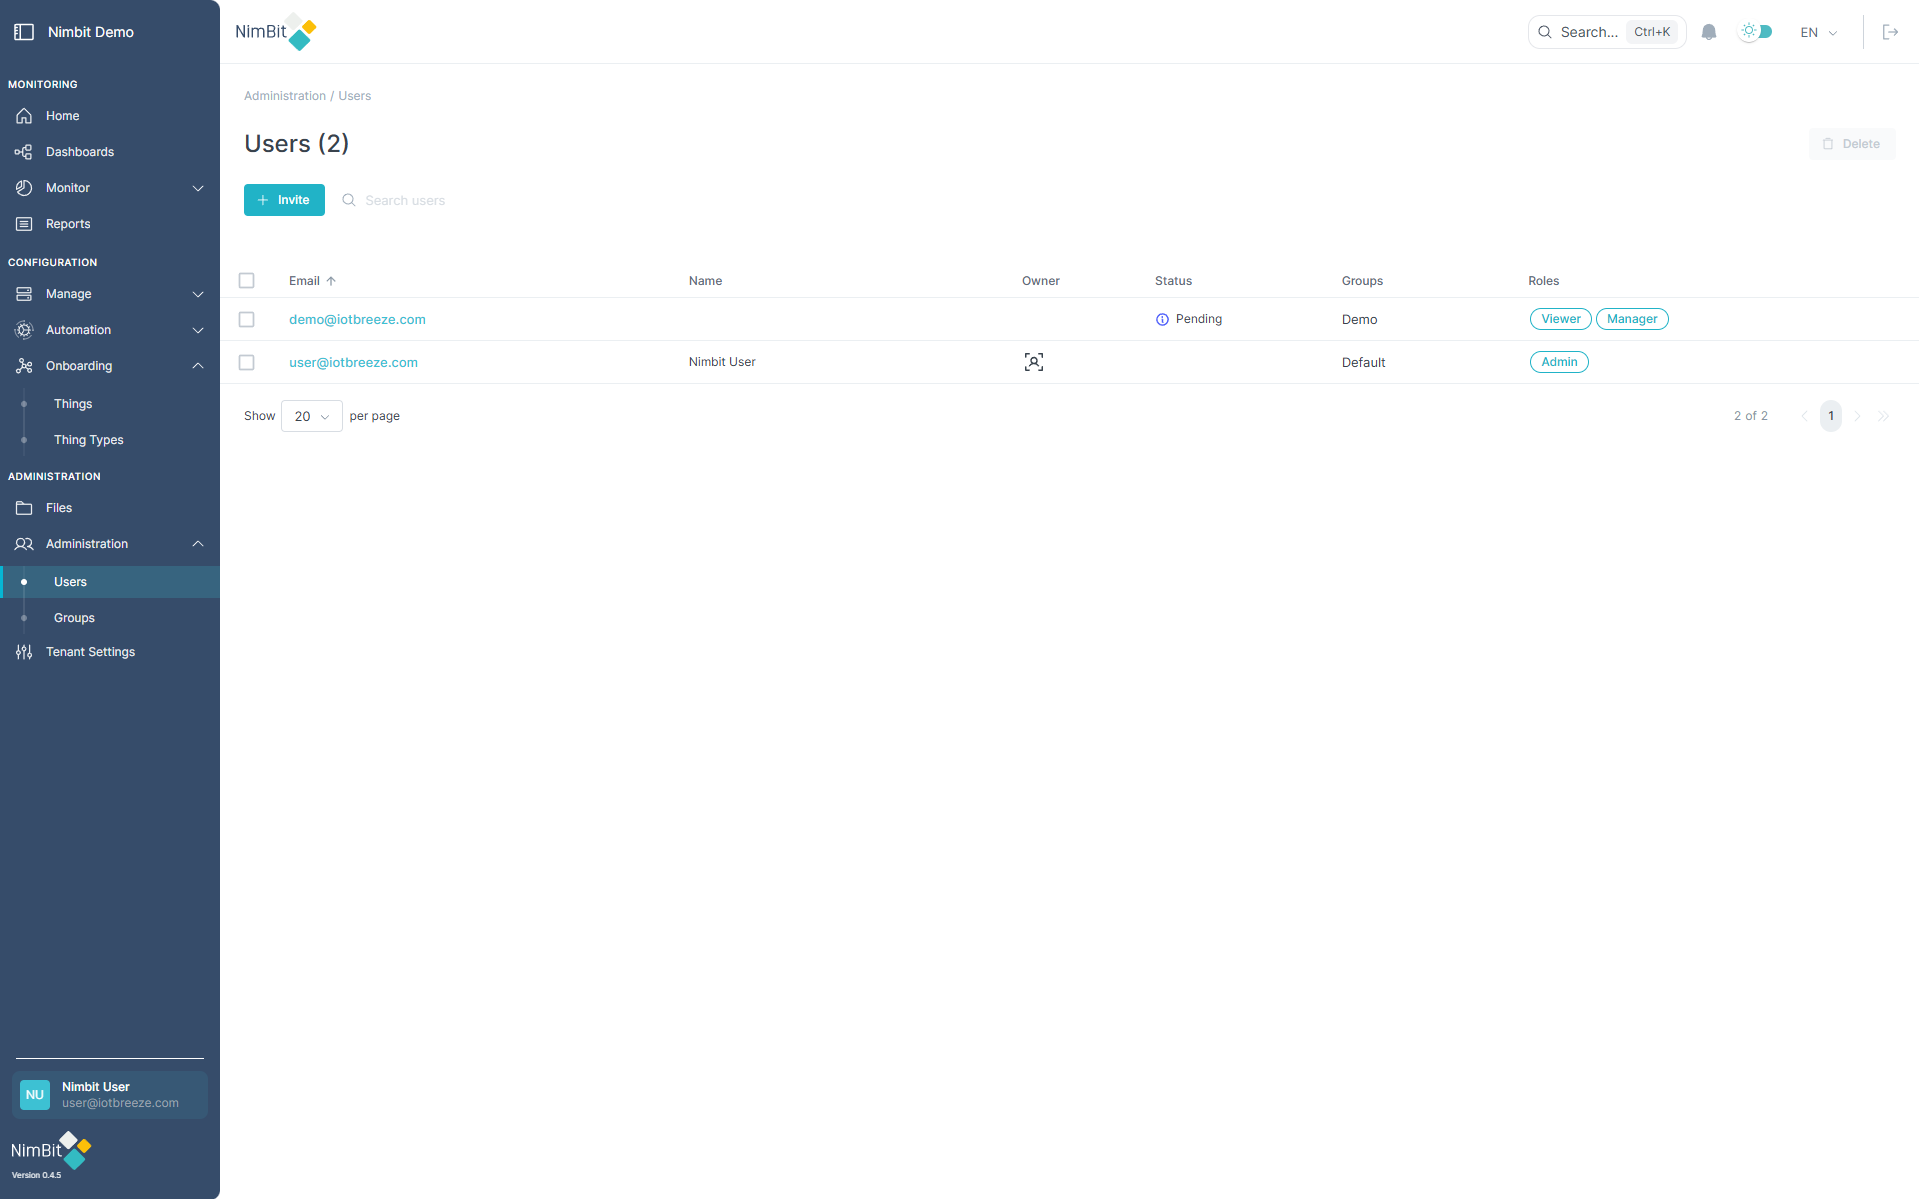 Nimbit Demo
MONITORING
Home
Dashboards
Monitor
Reports
CONFIGURATION
Manage
Automation
Onboarding
Things
Thing Types
ADMINISTRATION
Files
Administration
Users
Groups
Tenant Settings
NU
Nimbit User
user@iotbreeze.com
NimBit
Version 0.4.5
NimBit
Search... Ctrl+K
EN
Administration / Users
Users (2)
Delete
Invite
Search users
Email Name Owner Status Groups Roles
demo@iotbreeze.com Pending Demo Viewer Manager
user@iotbreeze.com Nimbit User Default Admin
Show 20 per page
2 of 2 1